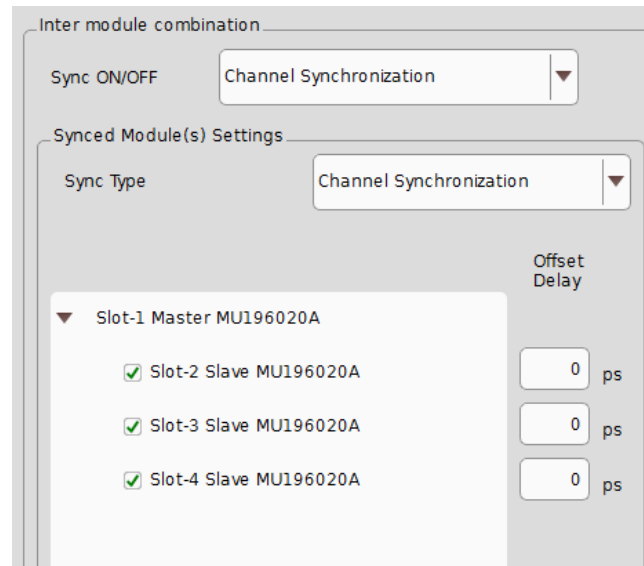 Inter module combination
Sync ON/OFF Channel Synchronization
Synced Module(s) Settings
Sync Type Channel Synchronization
Offset
Delay
Slot-1 Master MU196020A
Slot-2 Slave MU196020A 0 ps
Slot-3 Slave MU196020A 0 ps
Slot-4 Slave MU196020A 0 ps